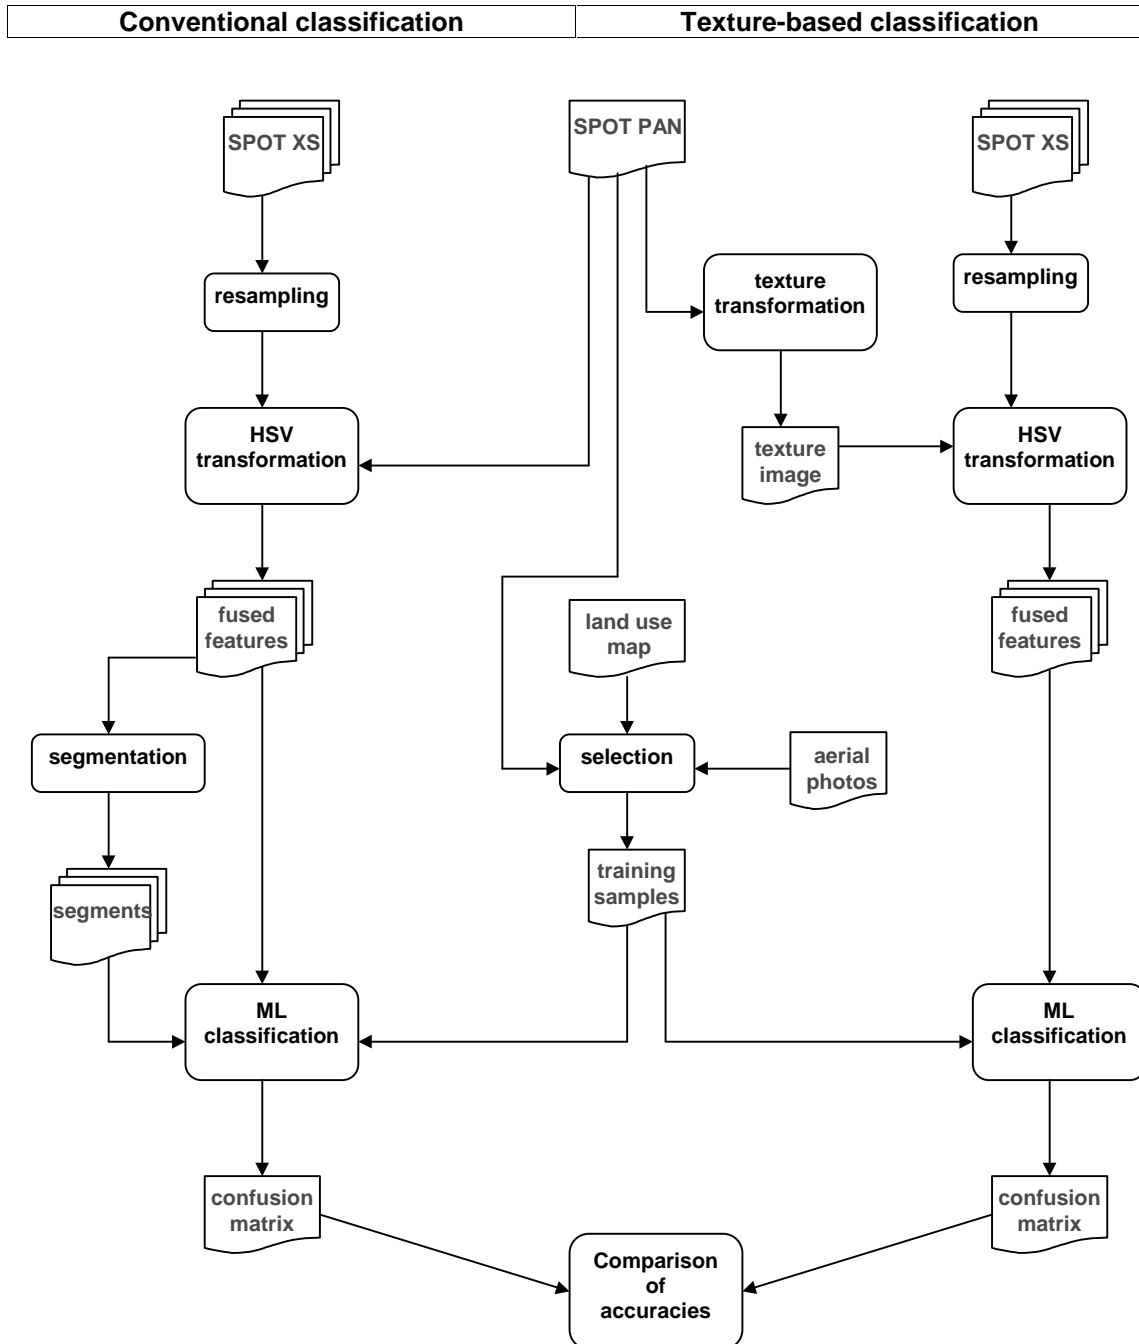 Conventional classification
Texture-based classification
SPOT XS
SPOT PAN
SPOT XS
resampling
texture
transformation
resampling
HSV
transformation
texture
image
HSV
transformation
fused
features
land use
map
fused
features
segmentation
selection
aerial
photos
segments
training
samples
ML
classification
ML
classification
confusion
matrix
confusion
matrix
Comparison
of
accuracies